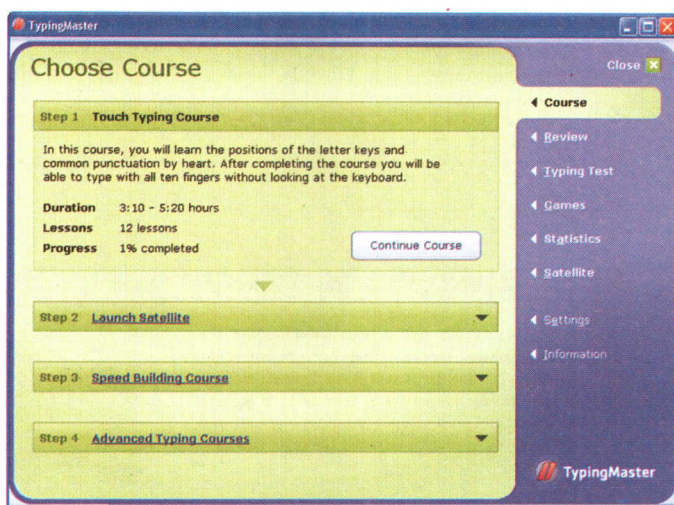 TypingMaster
Choose Course
Close
Step 1 Touch Typing Course
In this course, you will learn the positions of the letter keys and
common punctuation by heart. After completing the course you will be
able to type with all ten fingers without looking at the keyboard.
Duration 3:10 - 5:20 hours
Lessons 12 lessons
Progress 1% completed
Continue Course
Step 2 Launch Satellite
Step 3 Speed Building Course
Step 4 Advanced Typing Courses
Course
Review
Typing Test
Games
Statistics
Satellite
Settings
Information
TypingMaster